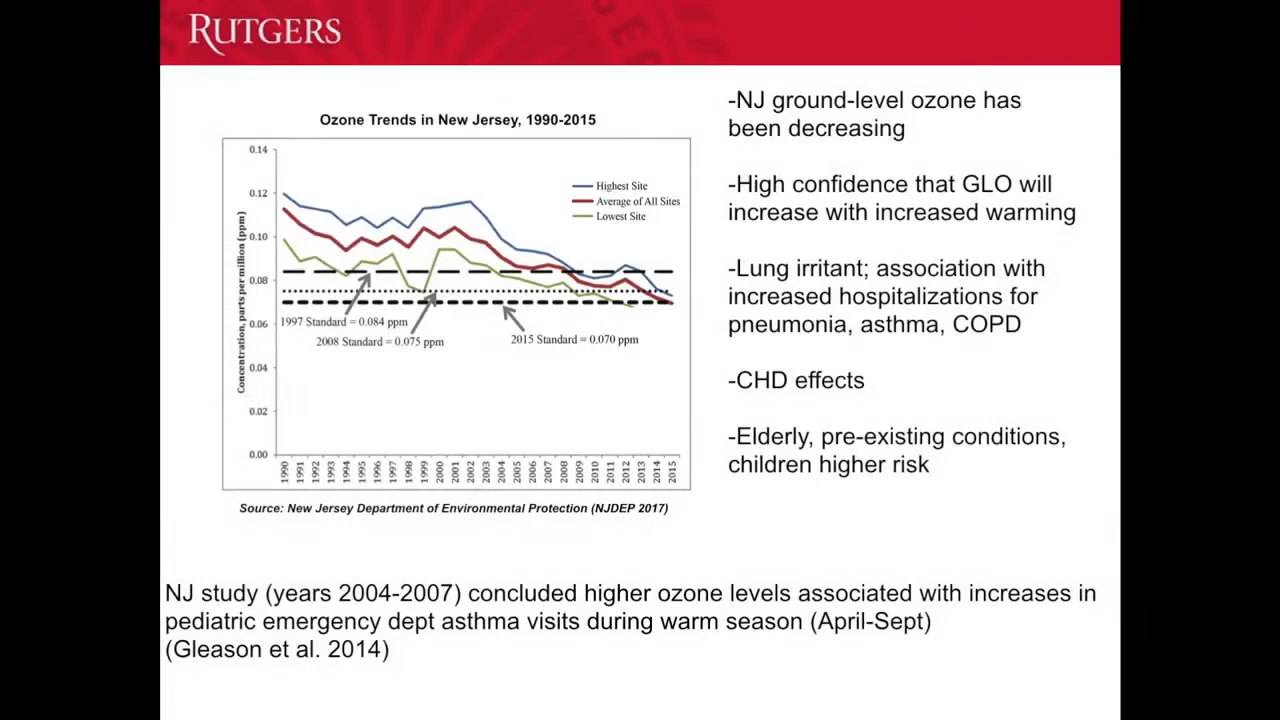 RUTGERS
Ozone Trends in New Jersey, 1990-2015
0.14
0.12
0.10
0.08
0.06
0.04
0.02
0.00
Concentration, parts per million (ppm)
Highest Site
Average of All Sites
Lowest Site
1997 Standard = 0.084 ppm
2008 Standard = 0.075 ppm
2015 Standard = 0.070 ppm
1990
1991
1992
1993
1994
1995
1996
1997
1998
1999
2000
2001
2002
2003
2004
2005
2006
2007
2008
2009
2010
2011
2012
2013
2014
2015
Source: New Jersey Department of Environmental Protection (NJDEP 2017)
-NJ ground-level ozone has
been decreasing
-High confidence that GLO will
increase with increased warming
-Lung irritant; association with
increased hospitalizations for
pneumonia, asthma, COPD
-CHD effects
-Elderly, pre-existing conditions,
children higher risk
NJ study (years 2004-2007) concluded higher ozone levels associated with increases in
pediatric emergency dept asthma visits during warm season (April-Sept)
(Gleason et al. 2014)